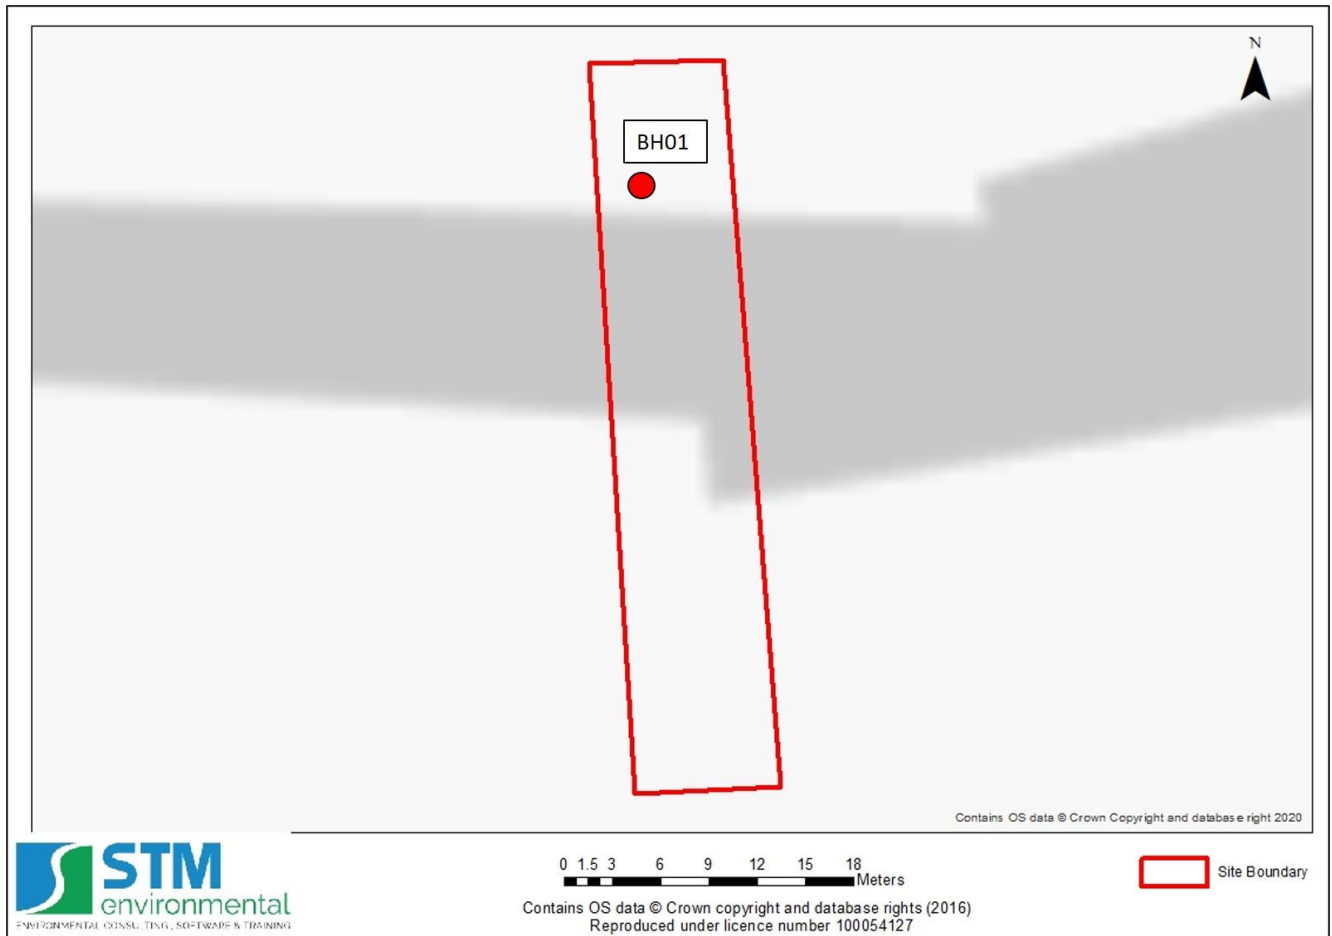 N
BH01
Contains OS data © Crown Copyright and database right 2020
STM
environmental
ENVIRONMENTAL CONSULTING, SOFTWARE & TRAINING
0 1.5 3 6 9 12 15 18
Meters
Contains OS data © Crown copyright and database rights (2016)
Reproduced under licence number 100054127
Site Boundary